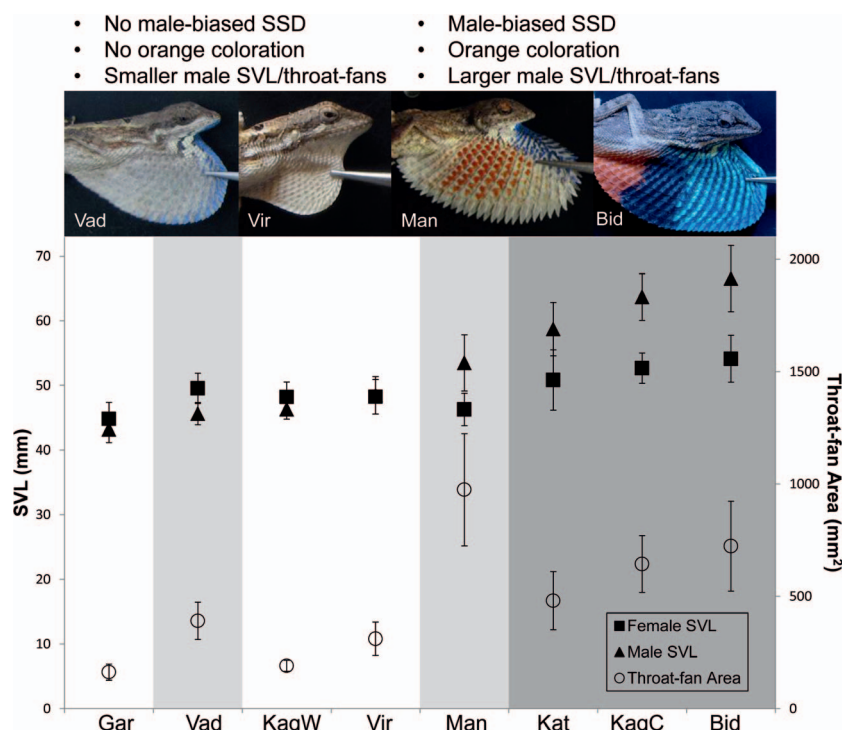 • No male-biased SSD
• No orange coloration
• Smaller male SVL/throat-fans
• Male-biased SSD
• Orange coloration
• Larger male SVL/throat-fans
Vad
Vir
Man
Bid
SVL (mm)
70
60
50
40
30
20
10
0
2000
1500
1000
500
0
Throat-fan Area (mm²)
Female SVL
Male SVL
Throat-fan Area
Gar Vad KagW Vir Man Kat KagC Bid